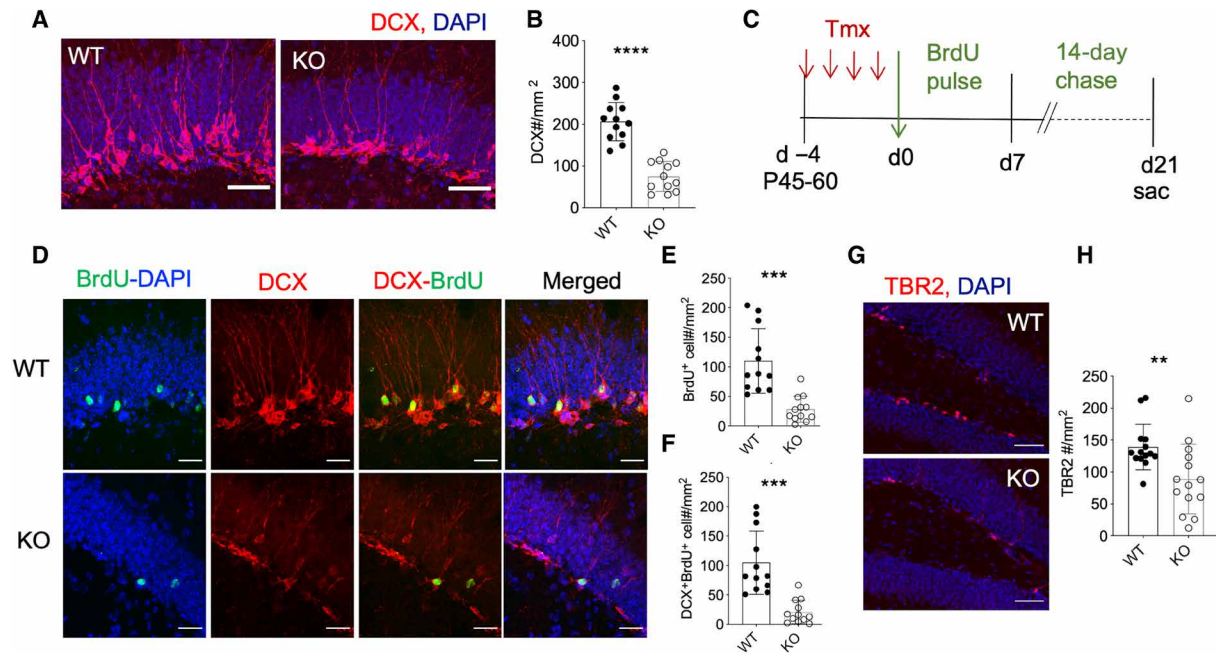 A
DCX, DAPI
WT
KO
B
****
DCX#/mm²
400
300
200
100
0
WT
KO
C
Tmx
BrdU
pulse
14-day
chase
d −4
P45-60
d0
d7
d21
sac
D
BrdU-DAPI
DCX
DCX-BrdU
Merged
WT
KO
E
***
BrdU⁺ cell#/mm²
250
200
150
100
50
0
WT
KO
F
***
DCX⁺BrdU⁺ cell#/mm²
250
200
150
100
50
0
WT
KO
G
TBR2, DAPI
WT
KO
H
**
TBR2 #/mm²
250
200
150
100
50
0
WT
KO